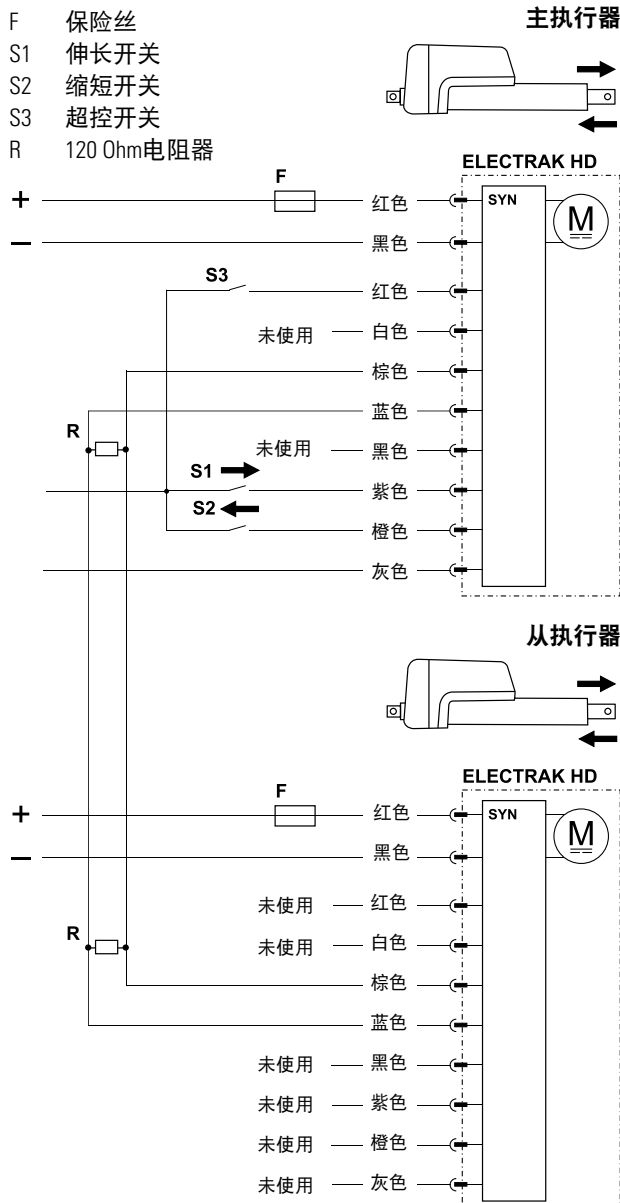 F 保险丝
S1 伸长开关
S2 缩短开关
S3 超控开关
R 120 Ohm电阻器
主执行器
ELECTRAK HD
+ F 红色 SYN M
– 黑色
S3 红色
未使用 白色
棕色
蓝色
R
未使用 黑色
S1 紫色
S2 橙色
灰色
从执行器
ELECTRAK HD
+ F 红色 SYN M
– 黑色
未使用 红色
未使用 白色
R
棕色
蓝色
未使用 黑色
未使用 紫色
未使用 橙色
未使用 灰色